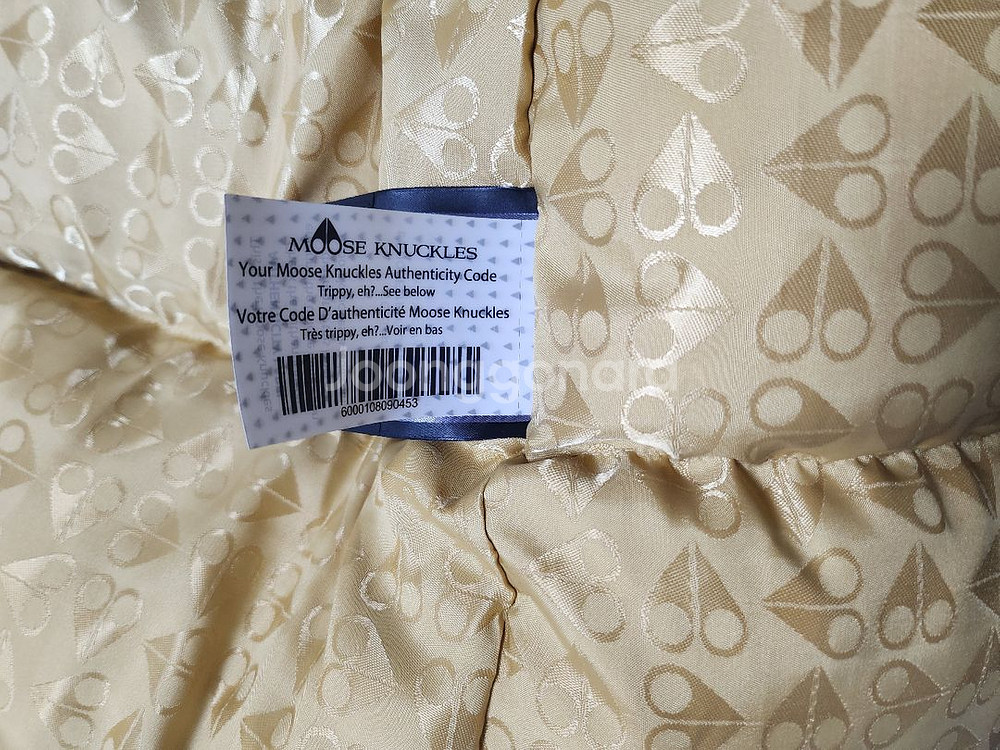 MOOSE KNUCKLES
Your Moose Knuckles Authenticity Code
Trippy, eh?...See below
Votre Code D'authenticité Moose Knuckles
Très trippy, eh?...Voir en bas
Joonggonara
6000108090453